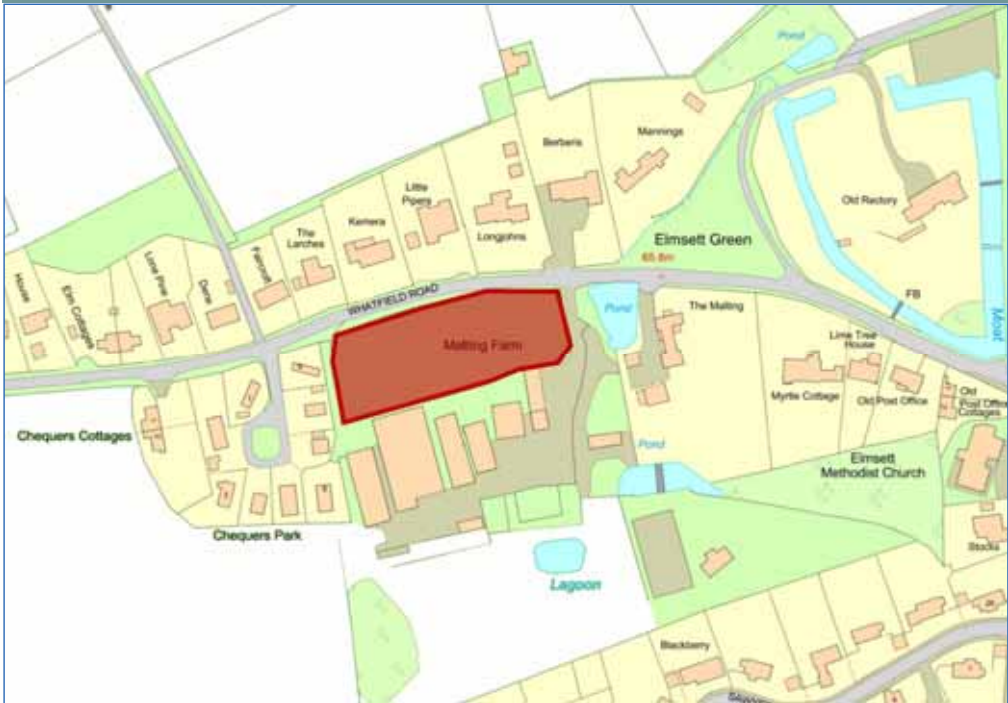 Pond
Mannings
Berberis
Little
Pipers
Longjohns
Kemera
The
Larches
Faircroft
Dene
Lone Pine
Elm Cottages
House
Old Rectory
Elmsett Green
65.8m
WHATFIELD ROAD
FB
Moat
Pond
The Malting
Malting Farm
Lime Tree
House
Myrtle Cottage
Old Post Office
Old
Post Office
Cottages
Chequers Cottages
Pond
Elmsett
Methodist Church
Chequers Park
Stocks
Lagoon
Blackberry